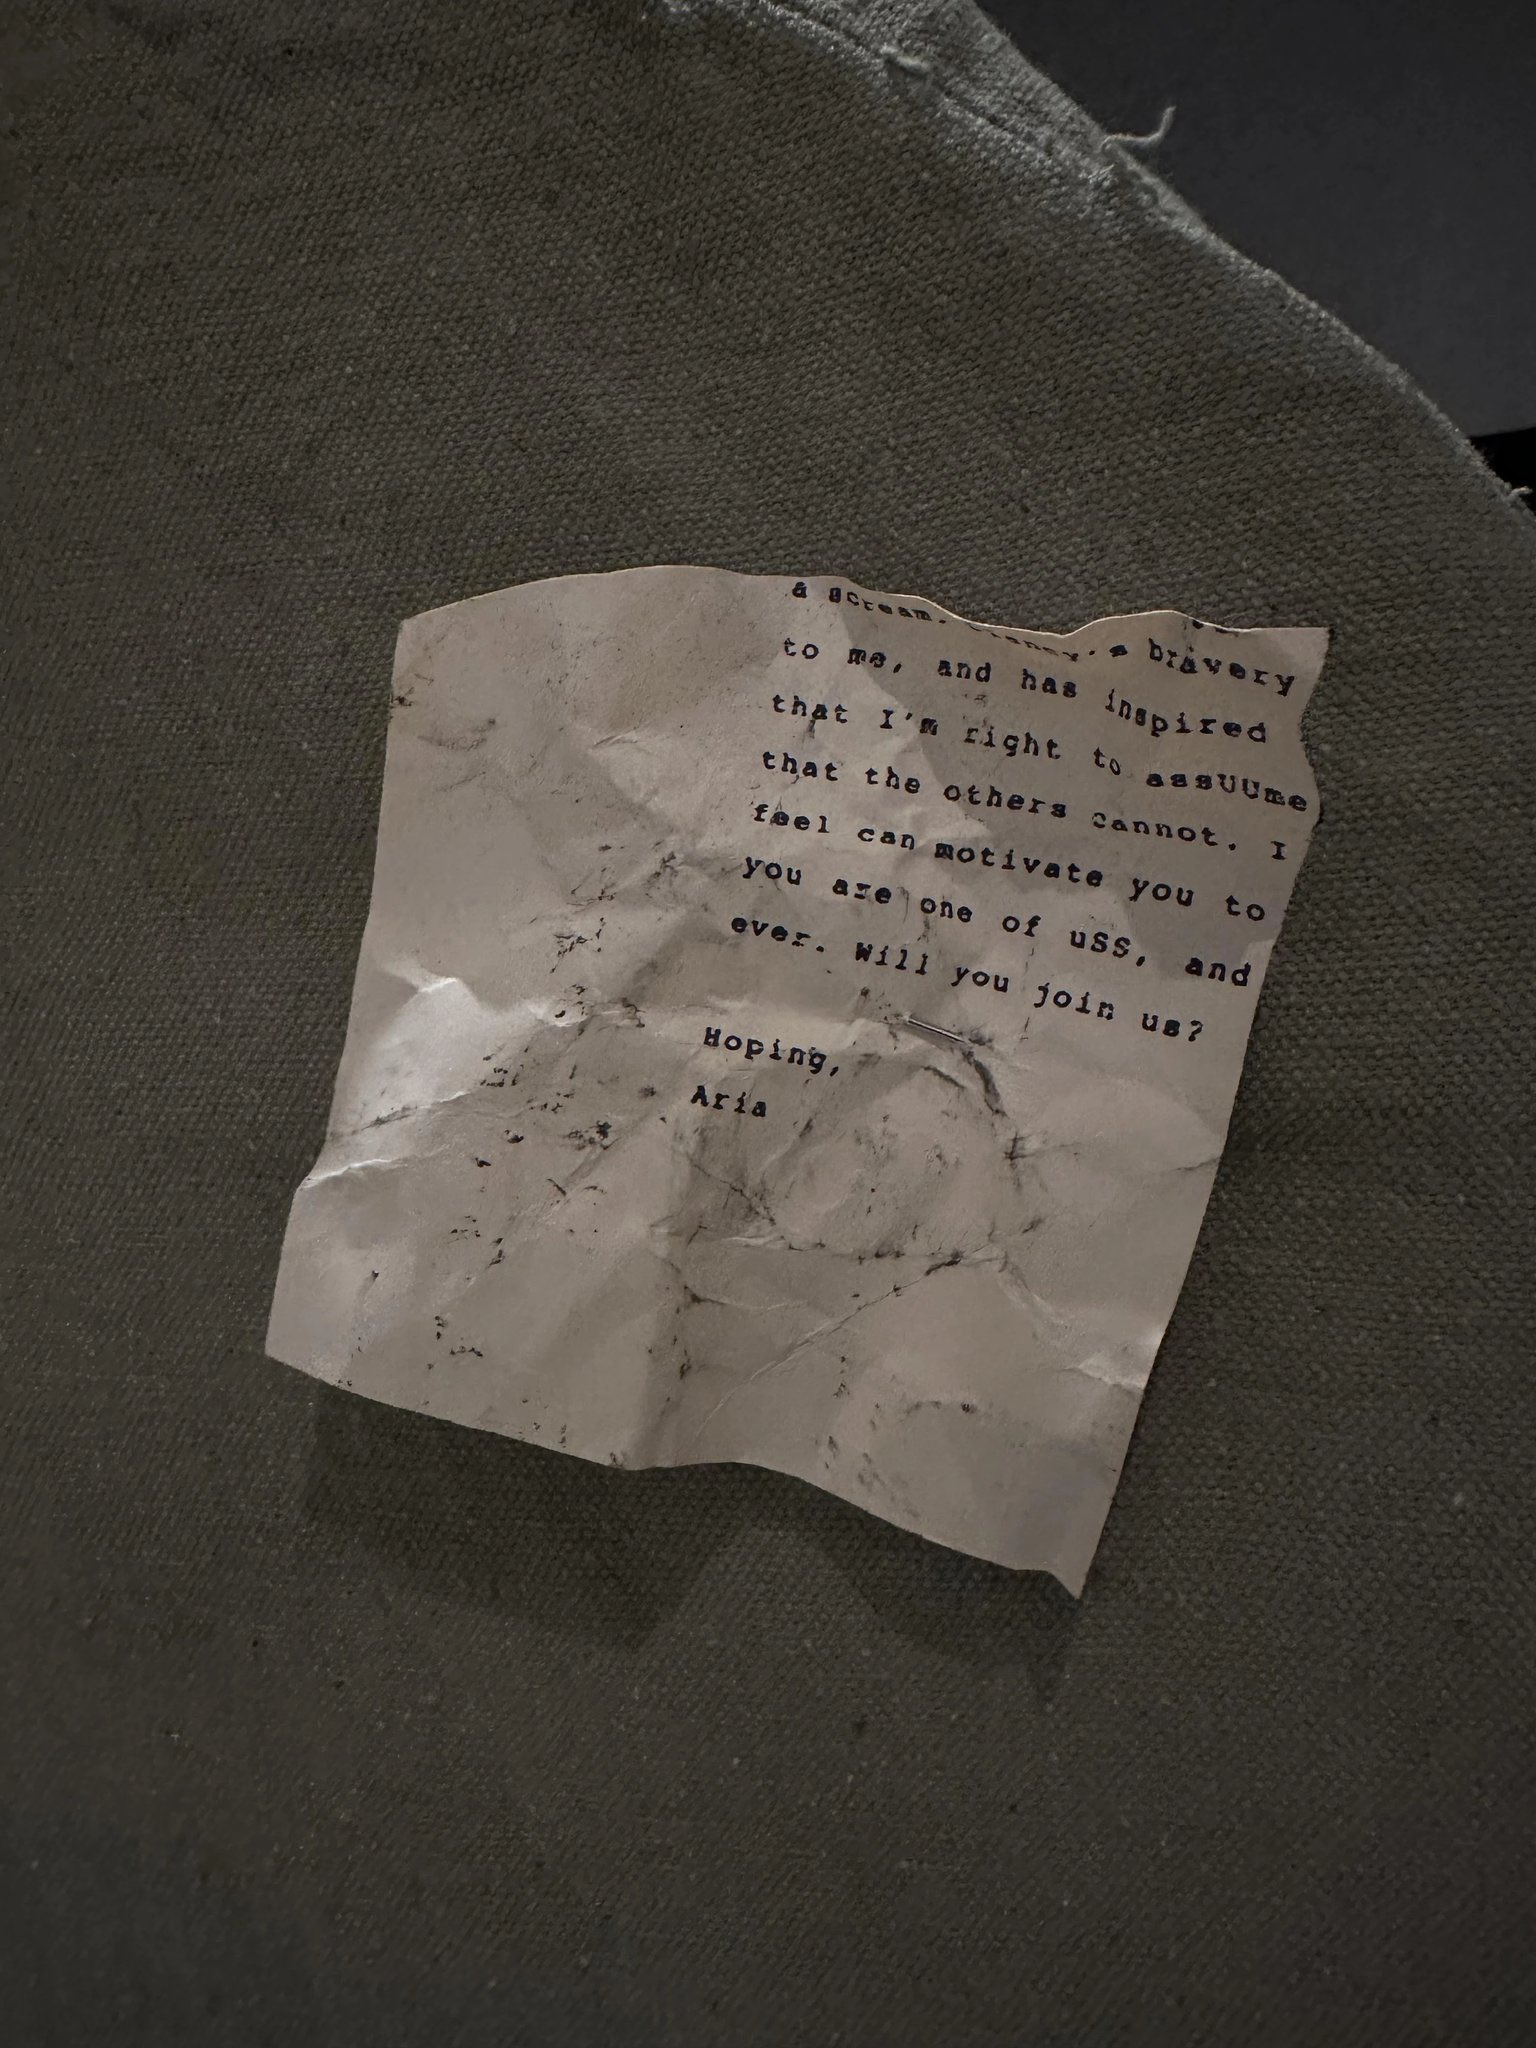 a scream. bravery
to me, and has inspired
that I'm right to assUUme
that the others cannot. I
feel can motivate you to
you are one of uSS, and
ever. Will you join us?
Hoping,
Aria